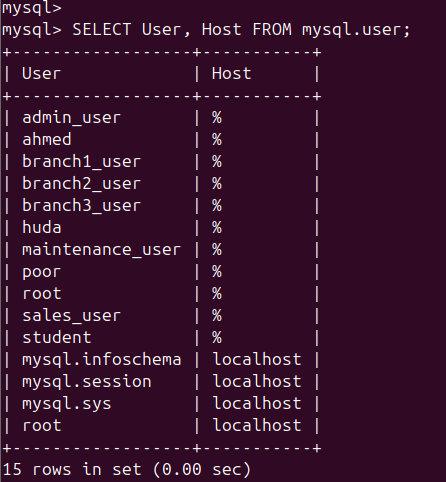 mysql>
mysql> SELECT User, Host FROM mysql.user;
+------------------+-----------+
| User             | Host      |
+------------------+-----------+
| admin_user       | %         |
| ahmed            | %         |
| branch1_user     | %         |
| branch2_user     | %         |
| branch3_user     | %         |
| huda             | %         |
| maintenance_user | %         |
| poor             | %         |
| root             | %         |
| sales_user       | %         |
| student          | %         |
| mysql.infoschema | localhost |
| mysql.session    | localhost |
| mysql.sys        | localhost |
| root             | localhost |
+------------------+-----------+
15 rows in set (0.00 sec)